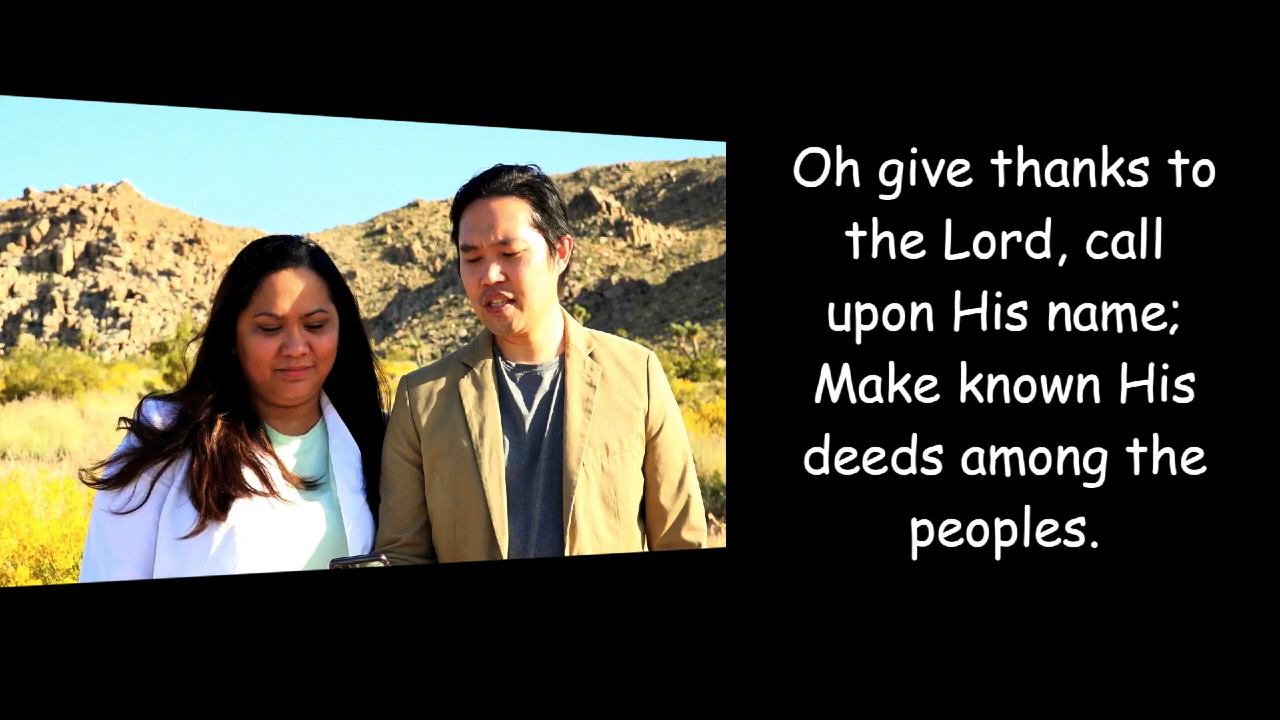 Oh give thanks to
the Lord, call
upon His name;
Make known His
deeds among the
peoples.